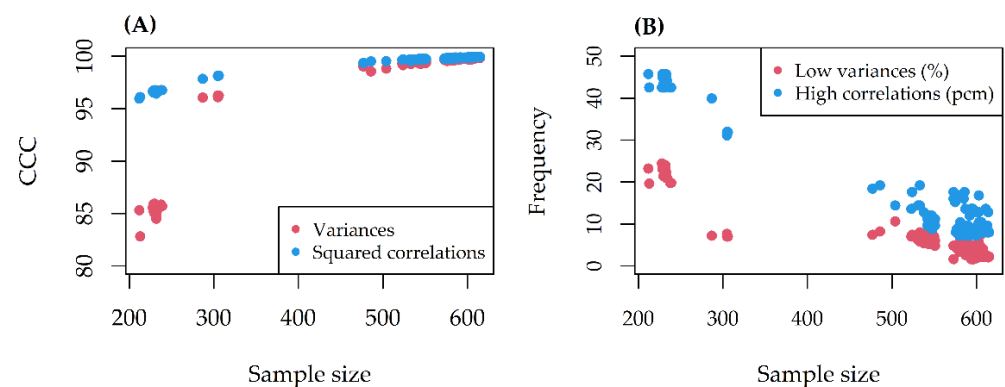 (A)
CCC
100
95
90
85
80
Variances
Squared correlations
200 300 400 500 600
Sample size
(B)
Frequency
50
40
30
20
10
0
Low variances (%)
High correlations (pcm)
200 300 400 500 600
Sample size